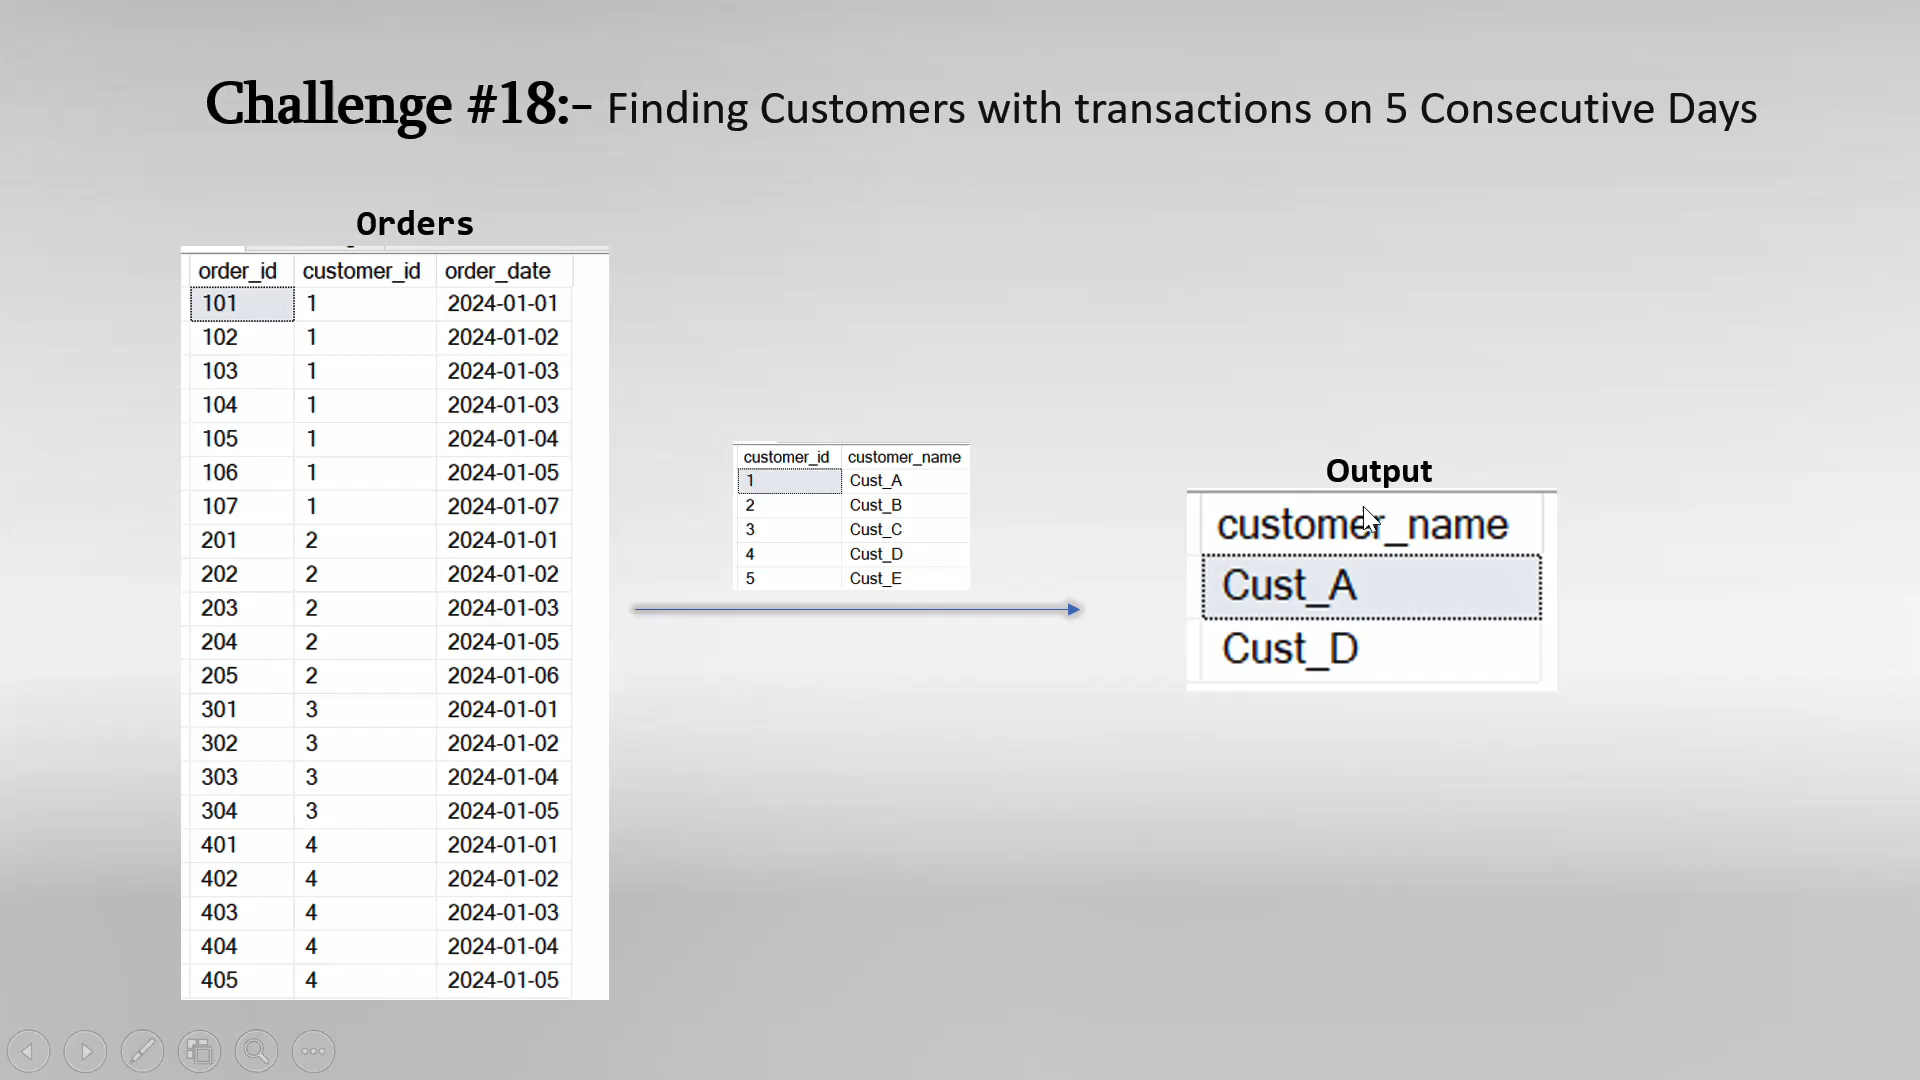 Challenge #18:- Finding Customers with transactions on 5 Consecutive Days
Orders
order_id customer_id order_date
101 1 2024-01-01
102 1 2024-01-02
103 1 2024-01-03
104 1 2024-01-03
105 1 2024-01-04
106 1 2024-01-05
107 1 2024-01-07
201 2 2024-01-01
202 2 2024-01-02
203 2 2024-01-03
204 2 2024-01-05
205 2 2024-01-06
301 3 2024-01-01
302 3 2024-01-02
303 3 2024-01-04
304 3 2024-01-05
401 4 2024-01-01
402 4 2024-01-02
403 4 2024-01-03
404 4 2024-01-04
405 4 2024-01-05
customer_id customer_name
1 Cust_A
2 Cust_B
3 Cust_C
4 Cust_D
5 Cust_E
Output
customer_name
Cust_A
Cust_D